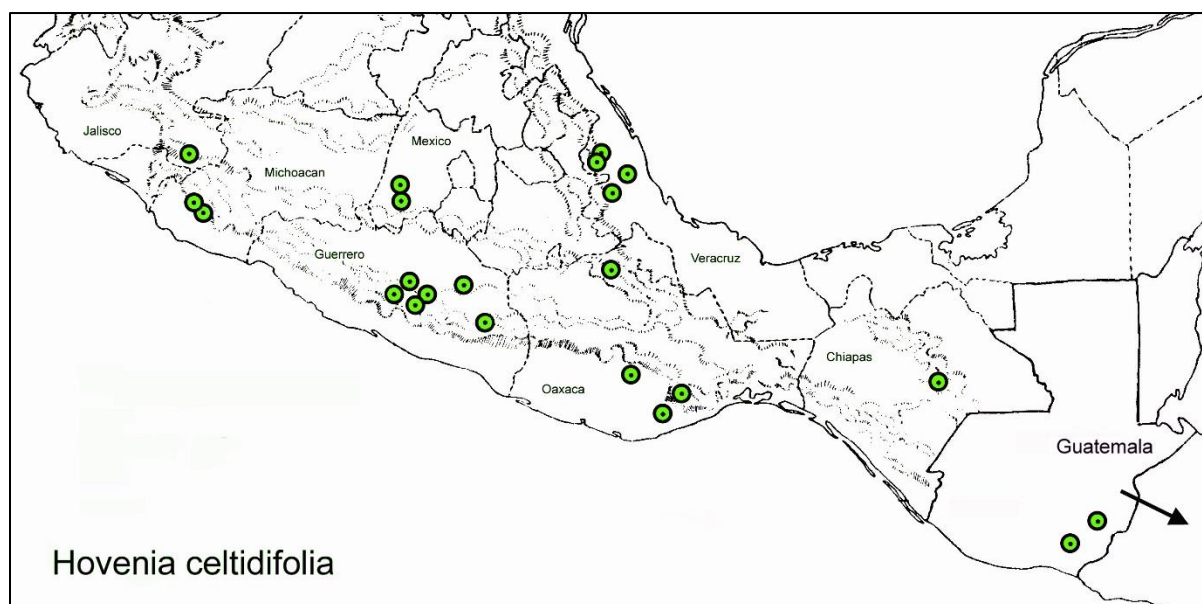 Jalisco
Mexico
Michoacan
Guerrero
Veracruz
Chiapas
Oaxaca
Guatemala
Hovenia celtidifolia